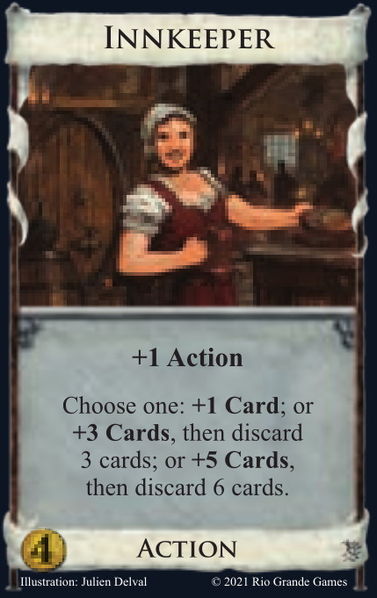 INNKEEPER
+1 Action
Choose one: +1 Card; or
+3 Cards, then discard
3 cards; or +5 Cards,
then discard 6 cards.
4
ACTION
Illustration: Julien Delval © 2021 Rio Grande Games